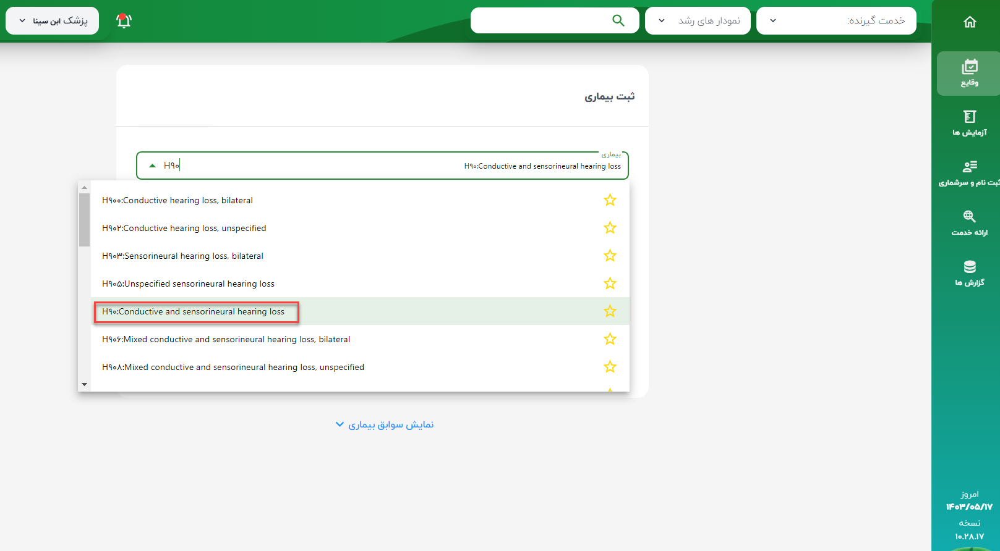 خدمت گیرنده:
نمودار های رشد
پزشک ابن سینا
وقایع
آزمایش ها
ثبت نام و سرشماری
ارائه خدمت
گزارش ها
امروز
۱۴۰۳/۰۵/۱۷
نسخه
۱۰.۲۸.۱۷
ثبت بیماری
بیماری
H۹۰:Conductive and sensorineural hearing loss
H۹۰
H۹۰۰:Conductive hearing loss, bilateral
H۹۰۲:Conductive hearing loss, unspecified
H۹۰۳:Sensorineural hearing loss, bilateral
H۹۰۵:Unspecified sensorineural hearing loss
H۹۰:Conductive and sensorineural hearing loss
H۹۰۶:Mixed conductive and sensorineural hearing loss, bilateral
H۹۰۸:Mixed conductive and sensorineural hearing loss, unspecified
نمایش سوابق بیماری